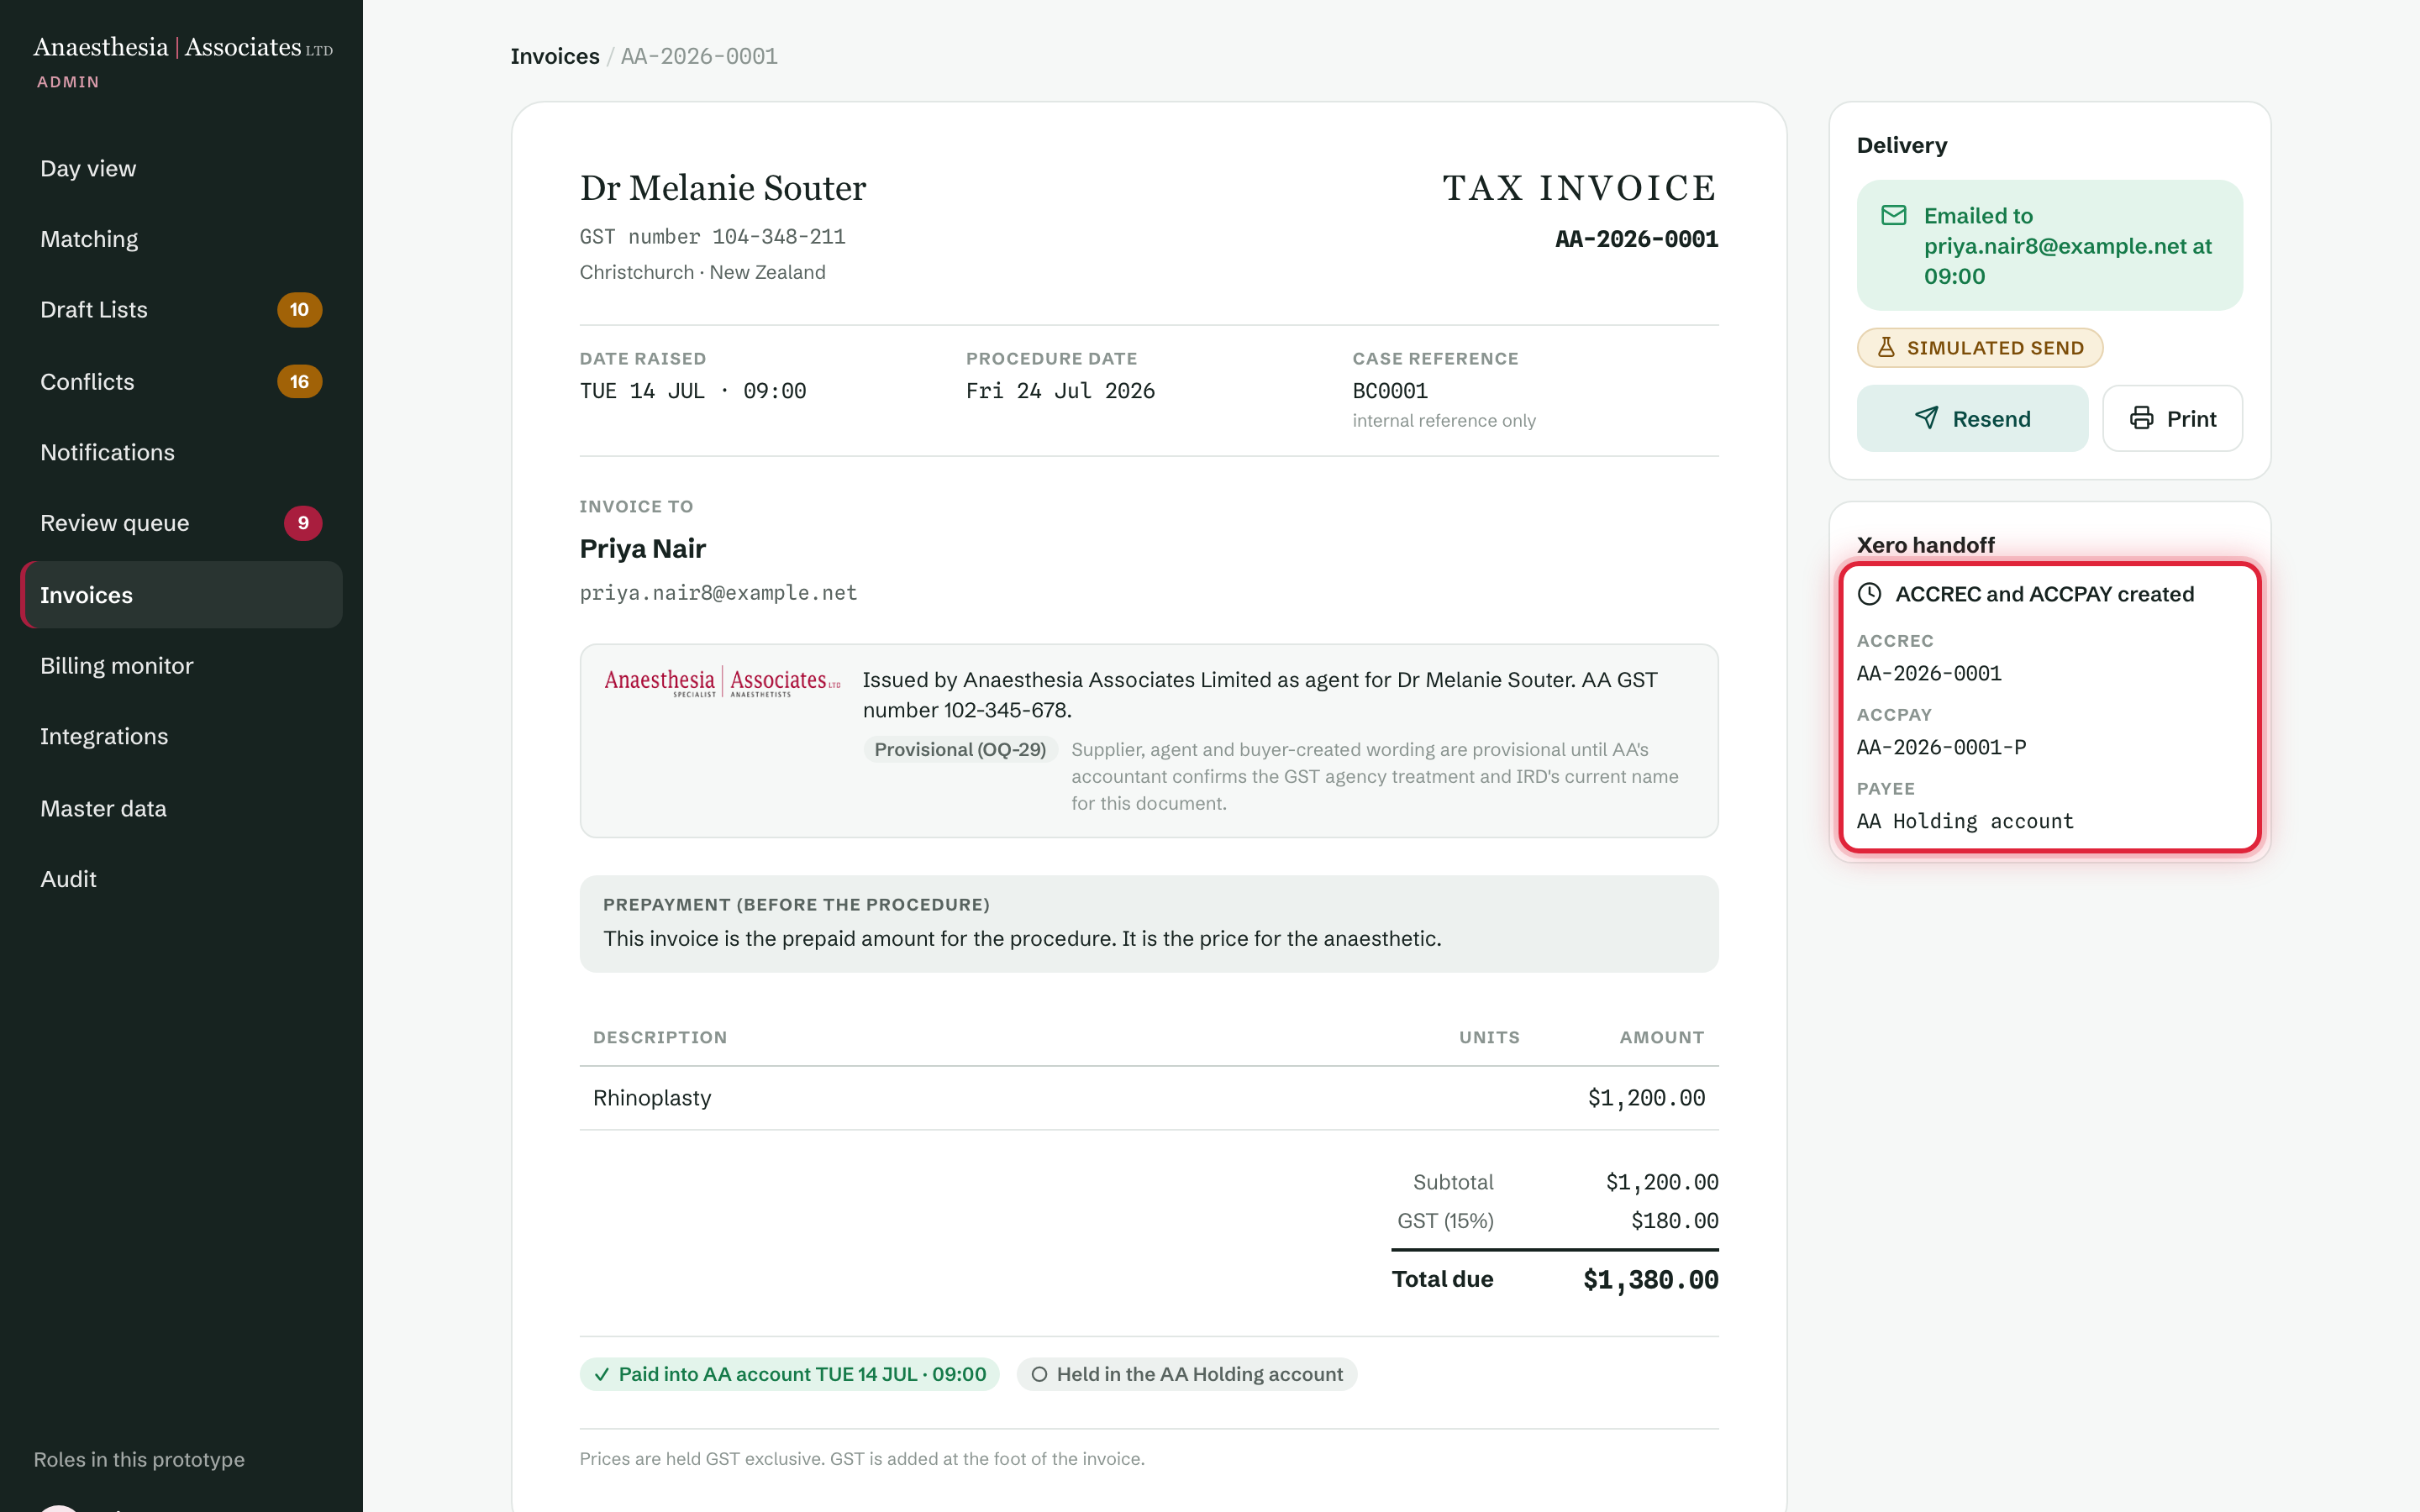 Anaesthesia | Associates LTD
ADMIN
Day view
Matching
Draft Lists 10
Conflicts 16
Notifications
Review queue 9
Invoices
Billing monitor
Integrations
Master data
Audit
Roles in this prototype
Invoices / AA-2026-0001
Dr Melanie Souter
GST number 104-348-211
Christchurch · New Zealand
TAX INVOICE
AA-2026-0001
DATE RAISED
TUE 14 JUL · 09:00
PROCEDURE DATE
Fri 24 Jul 2026
CASE REFERENCE
BC0001
internal reference only
INVOICE TO
Priya Nair
priya.nair8@example.net
Anaesthesia | Associates LTD
SPECIALIST | ANAESTHETISTS
Issued by Anaesthesia Associates Limited as agent for Dr Melanie Souter. AA GST
number 102-345-678.
Provisional (OQ-29)
Supplier, agent and buyer-created wording are provisional until AA's
accountant confirms the GST agency treatment and IRD's current name
for this document.
PREPAYMENT (BEFORE THE PROCEDURE)
This invoice is the prepaid amount for the procedure. It is the price for the anaesthetic.
DESCRIPTION UNITS AMOUNT
Rhinoplasty $1,200.00
Subtotal $1,200.00
GST (15%) $180.00
Total due $1,380.00
Paid into AA account TUE 14 JUL · 09:00
Held in the AA Holding account
Prices are held GST exclusive. GST is added at the foot of the invoice.
Delivery
Emailed to
priya.nair8@example.net at
09:00
SIMULATED SEND
Resend
Print
Xero handoff
ACCREC and ACCPAY created
ACCREC
AA-2026-0001
ACCPAY
AA-2026-0001-P
PAYEE
AA Holding account